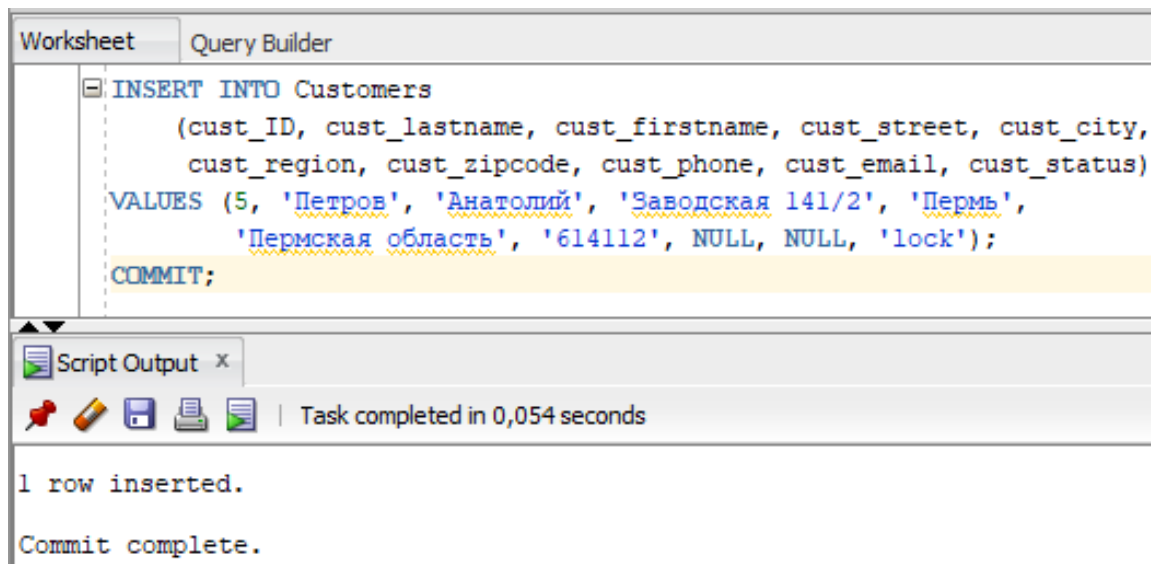 Worksheet Query Builder
INSERT INTO Customers
(cust_ID, cust_lastname, cust_firstname, cust_street, cust_city,
cust_region, cust_zipcode, cust_phone, cust_email, cust_status)
VALUES (5, 'Петров', 'Анатолий', 'Заводская 141/2', 'Пермь',
'Пермская область', '614112', NULL, NULL, 'lock');
COMMIT;
Script Output x
Task completed in 0,054 seconds
1 row inserted.
Commit complete.